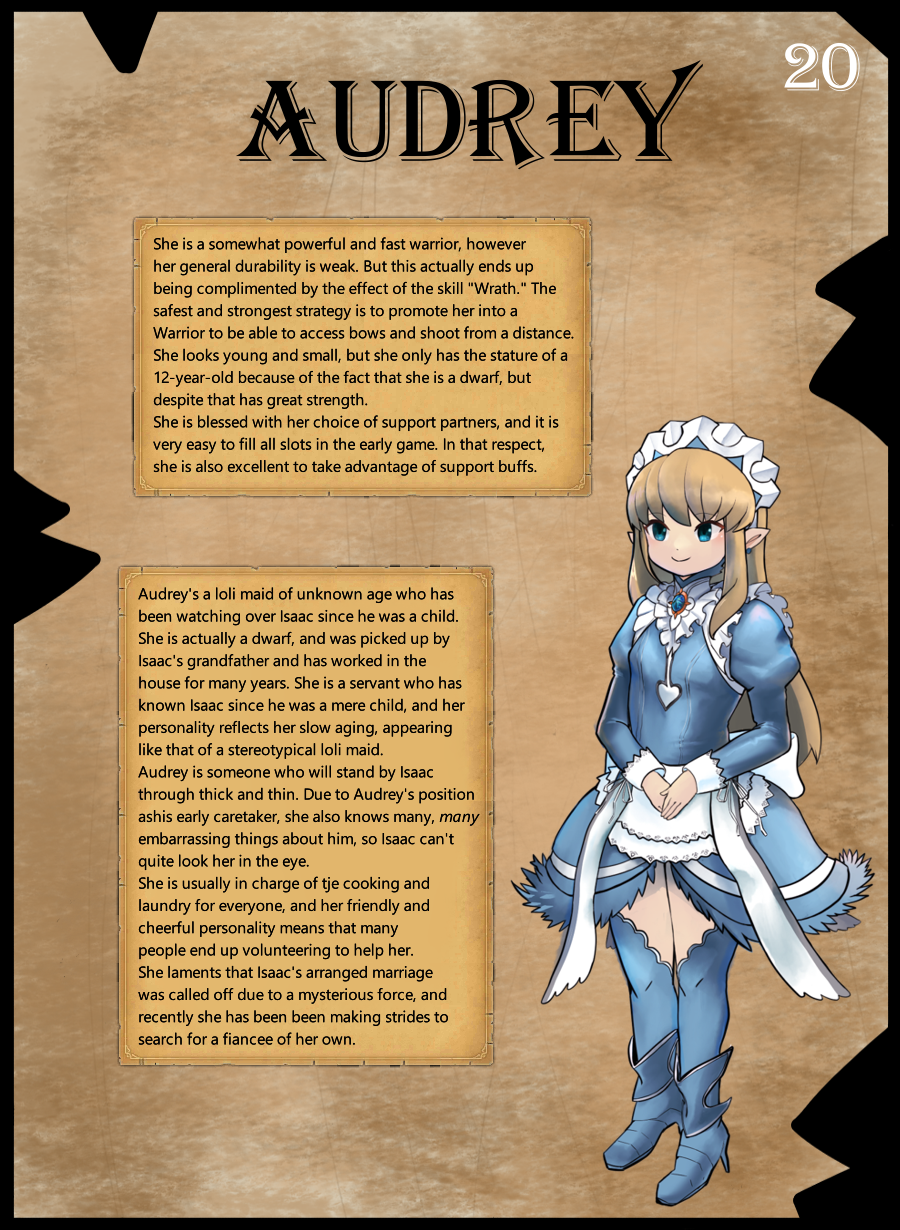 20
AUDREY
She is a somewhat powerful and fast warrior, however
her general durability is weak. But this actually ends up
being complimented by the effect of the skill "Wrath." The
safest and strongest strategy is to promote her into a
Warrior to be able to access bows and shoot from a distance.
She looks young and small, but she only has the stature of a
12-year-old because of the fact that she is a dwarf, but
despite that has great strength.
She is blessed with her choice of support partners, and it is
very easy to fill all slots in the early game. In that respect,
she is also excellent to take advantage of support buffs.
Audrey's a loli maid of unknown age who has
been watching over Isaac since he was a child.
She is actually a dwarf, and was picked up by
Isaac's grandfather and has worked in the
house for many years. She is a servant who has
known Isaac since he was a mere child, and her
personality reflects her slow aging, appearing
like that of a stereotypical loli maid.
Audrey is someone who will stand by Isaac
through thick and thin. Due to Audrey's position
ashis early caretaker, she also knows many, many
embarrassing things about him, so Isaac can't
quite look her in the eye.
She is usually in charge of tje cooking and
laundry for everyone, and her friendly and
cheerful personality means that many
people end up volunteering to help her.
She laments that Isaac's arranged marriage
was called off due to a mysterious force, and
recently she has been been making strides to
search for a fiancee of her own.